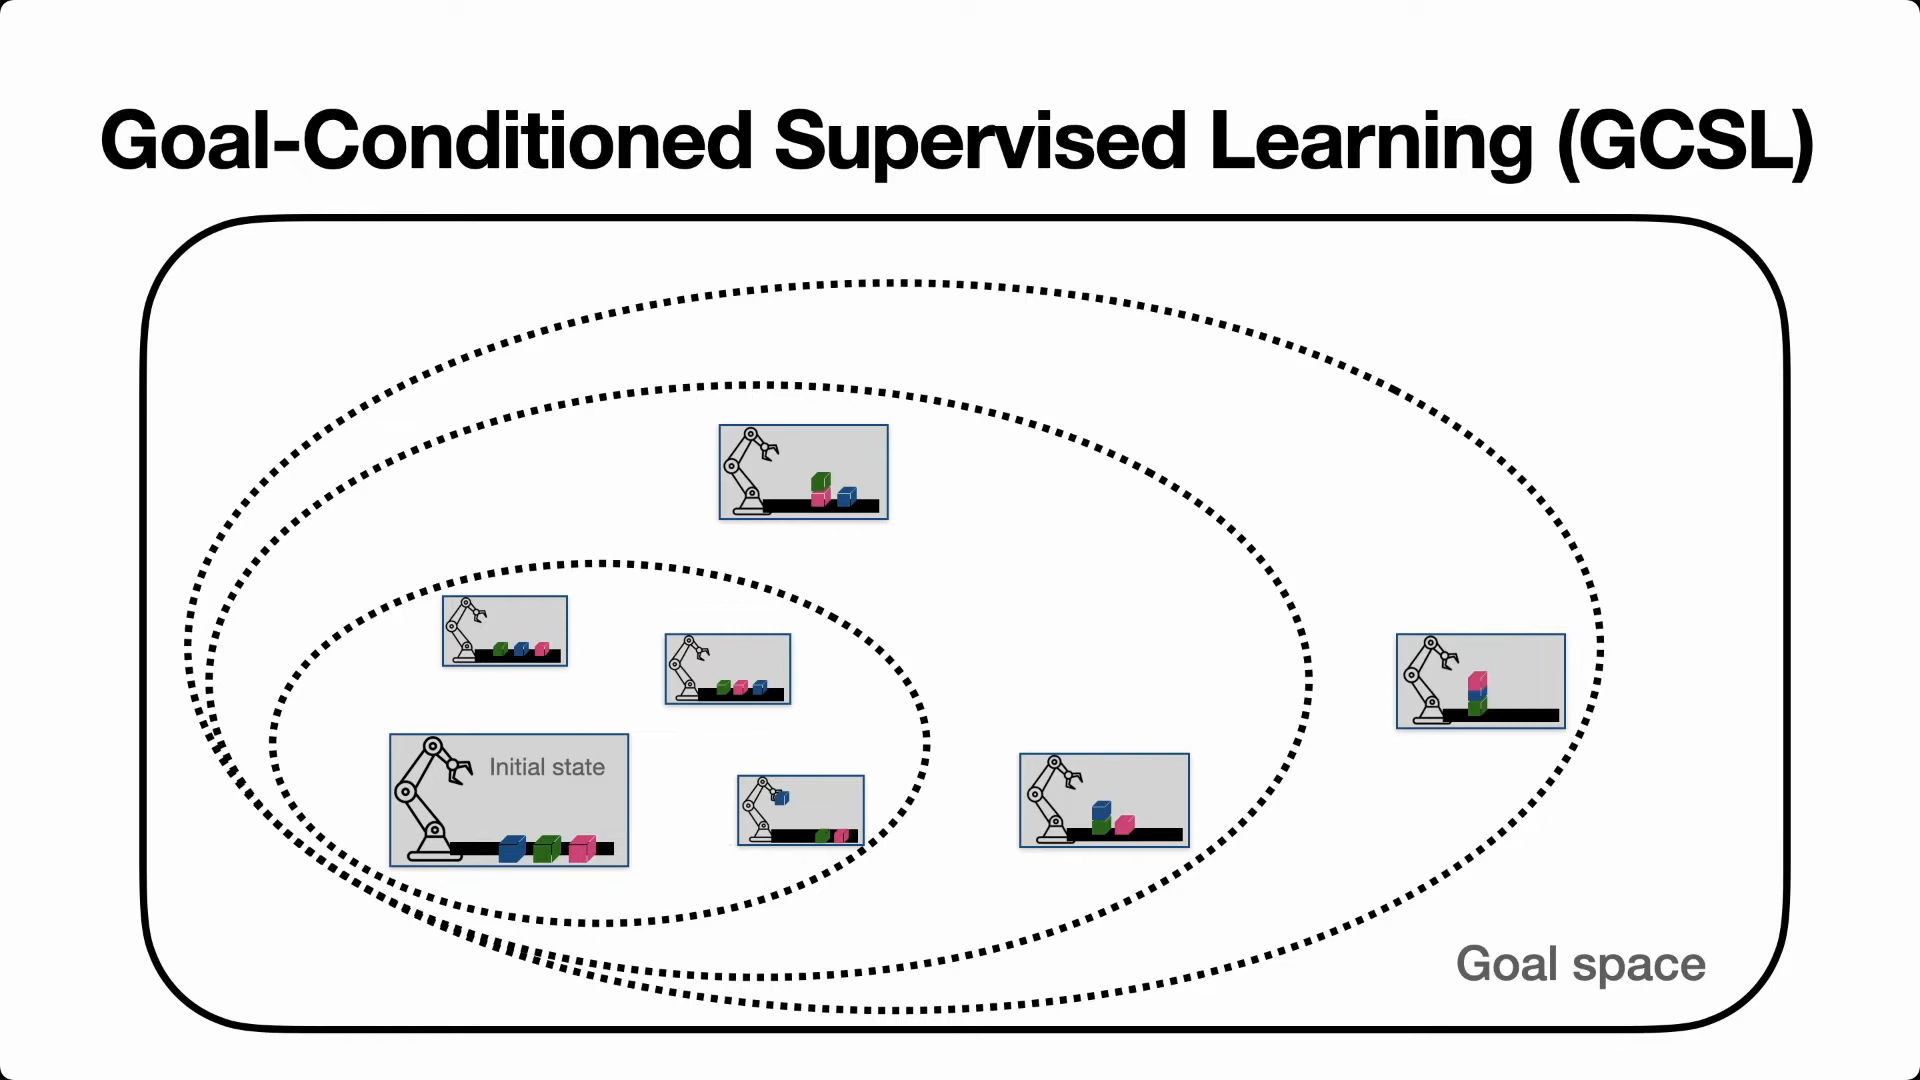 Goal-Conditioned Supervised Learning (GCSL)
Initial state
Goal space